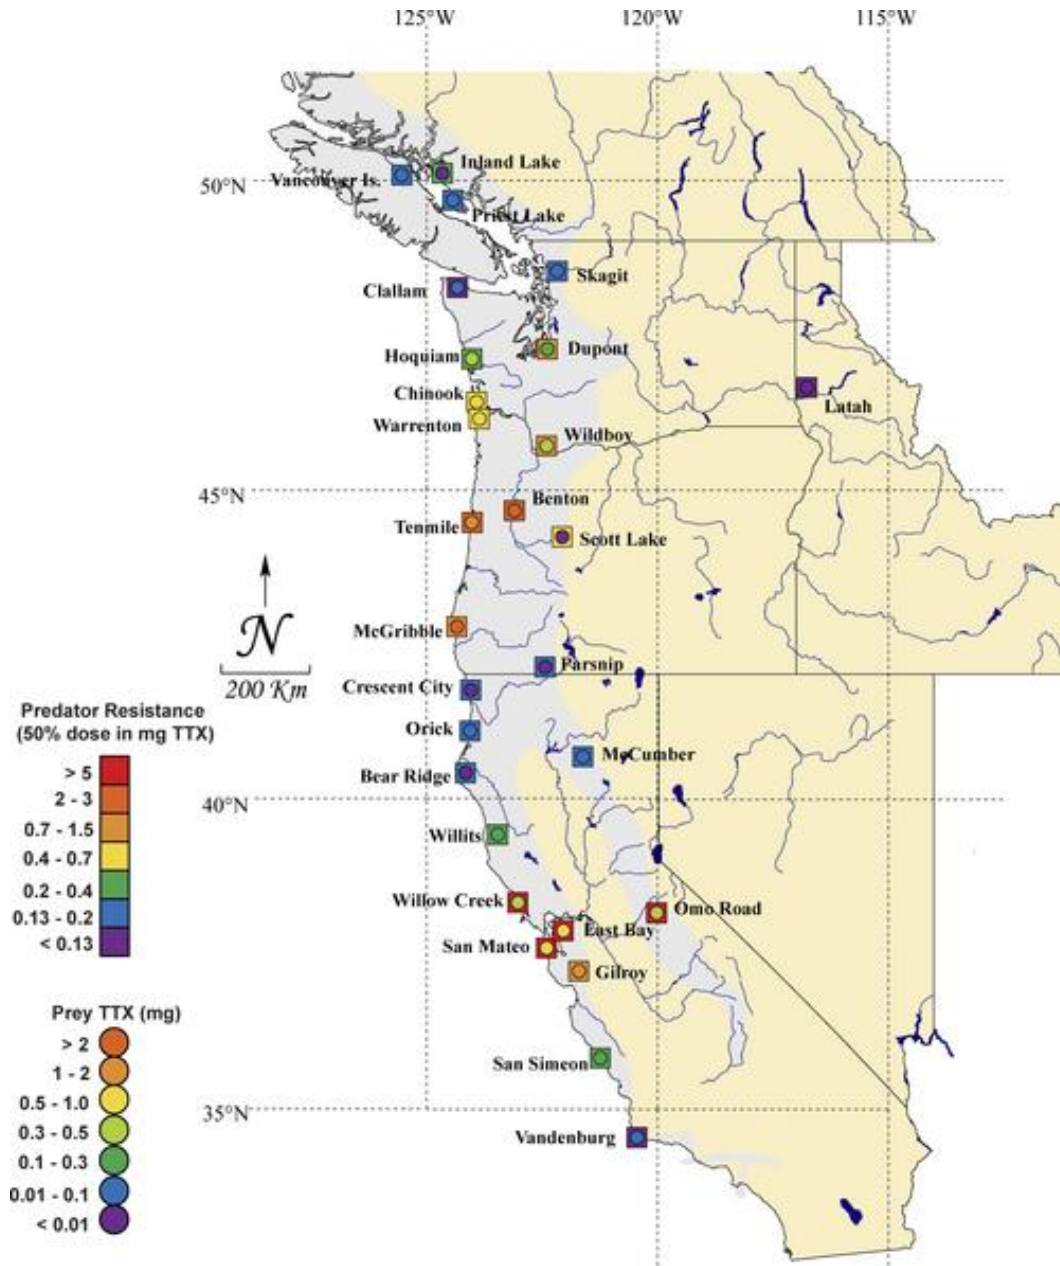 125°W 120°W 115°W
Inland Lake
50°N
Vancouver Is.
Priest Lake
Skagit
Clallam
Dupont
Hoquiam
Chinook
Latah
Warrenton
Wildboy
45°N
Benton
Tenmile
Scott Lake
N
McGribble
200 Km
Parsnip
Crescent City
Orick
McCumber
Bear Ridge
40°N
Willits
Willow Creek
Omo Road
East Bay
San Mateo
Gilroy
San Simeon
35°N
Vandenburg
Predator Resistance
(50% dose in mg TTX)
> 5
2 - 3
0.7 - 1.5
0.4 - 0.7
0.2 - 0.4
0.13 - 0.2
< 0.13
Prey TTX (mg)
> 2
1 - 2
0.5 - 1.0
0.3 - 0.5
0.1 - 0.3
0.01 - 0.1
< 0.01